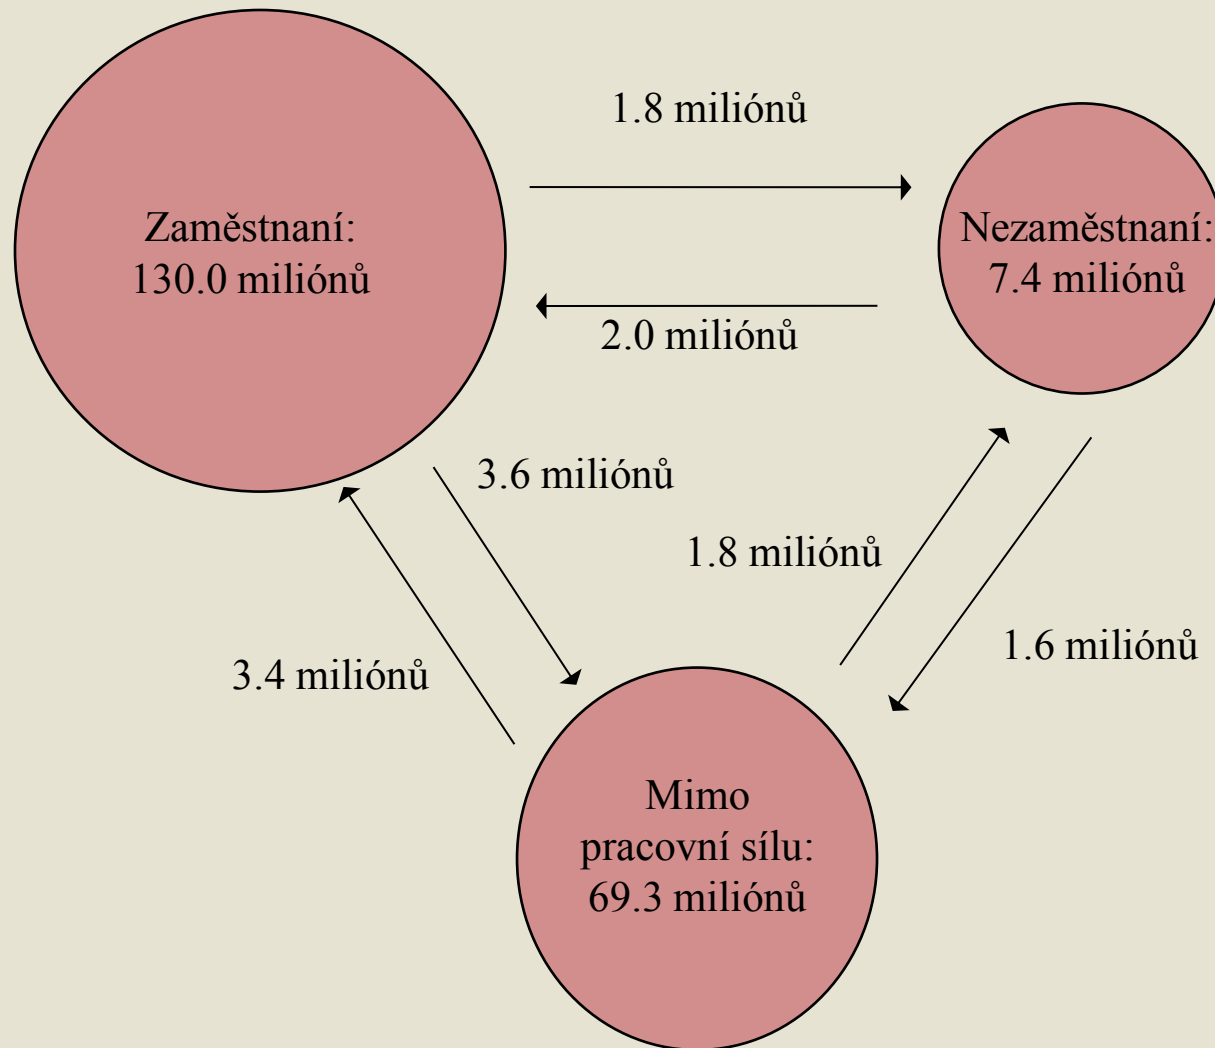 1.8 miliónů
Zaměstnaní:
130.0 miliónů
Nezaměstnaní:
7.4 miliónů
2.0 miliónů
3.6 miliónů
1.8 miliónů
1.6 miliónů
3.4 miliónů
Mimo
pracovní sílu:
69.3 miliónů